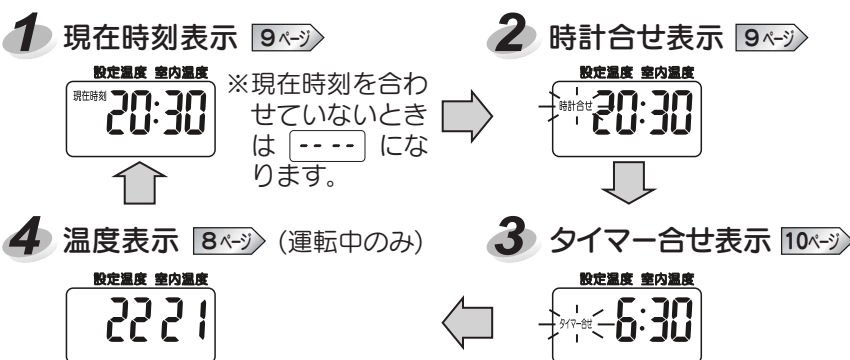 1 現在時刻表示 9ページ
設定温度 室内温度
現在時刻 20:30
※現在時刻を合わ
せていないとき
は ---- にな
ります。
2 時計合せ表示 9ページ
設定温度 室内温度
時計合せ 20:30
3 タイマー合せ表示 10ページ
設定温度 室内温度
タイマー合せ 6:30
4 温度表示 8ページ (運転中のみ)
設定温度 室内温度
22 21